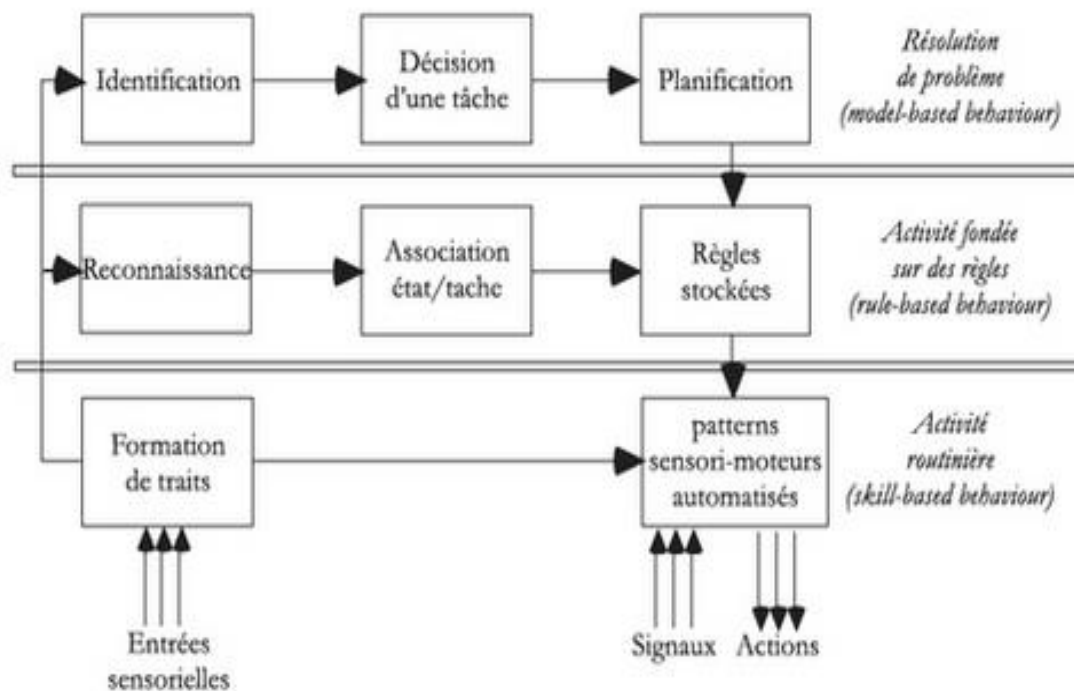 Identification
Décision
d'une tâche
Planification
Résolution
de problème
(model-based behaviour)
Reconnaissance
Association
état/tache
Règles
stockées
Activité fondée
sur des règles
(rule-based behaviour)
Formation
de traits
patterns
sensori-moteurs
automatisés
Activité
routinière
(skill-based behaviour)
Entrées
sensorielles
Signaux
Actions